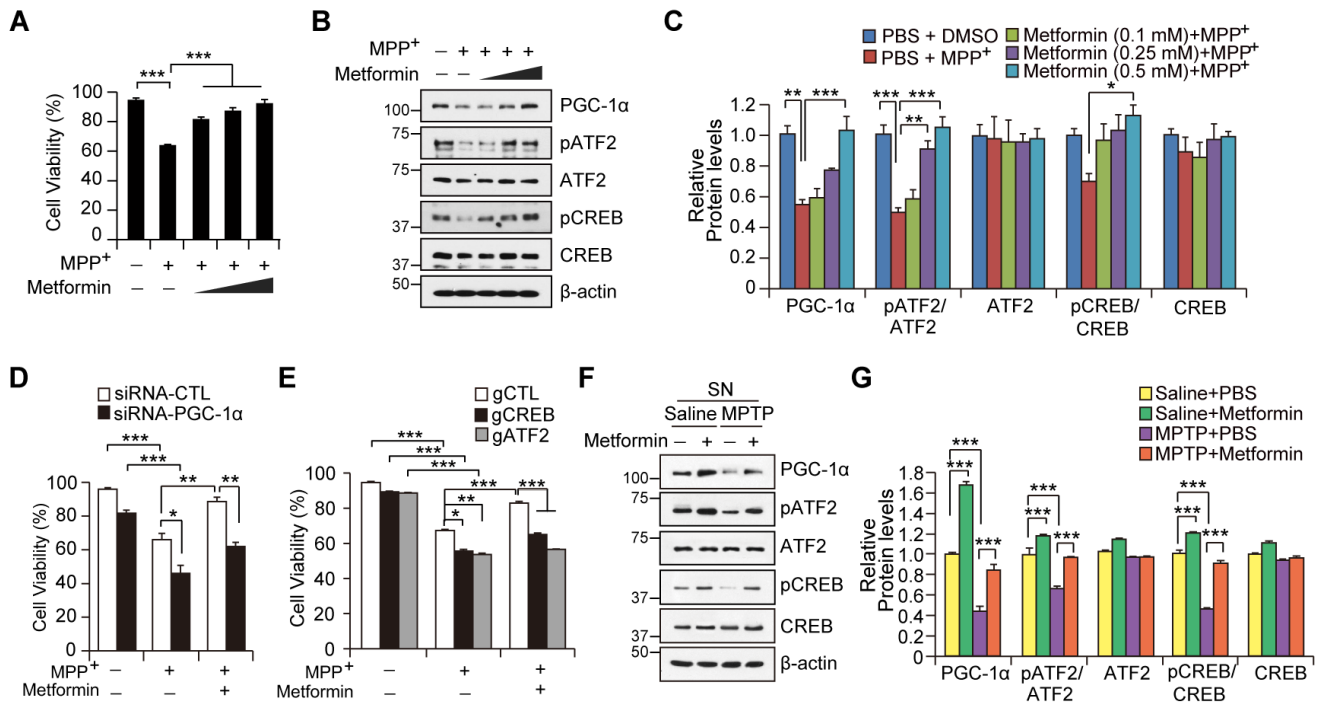 A
***
***
Cell Viability (%)
100
80
60
40
20
0
MPP+ – + + + +
Metformin – –
B
MPP+ – + + + +
Metformin – –
100 PGC-1α
75 pATF2
75 ATF2
37 pCREB
37 CREB
50 β-actin
C
PBS + DMSO
PBS + MPP+
Metformin (0.1 mM)+MPP+
Metformin (0.25 mM)+MPP+
Metformin (0.5 mM)+MPP+
Relative
Protein levels
1.2
1.0
0.8
0.6
0.4
0.2
0
** *** *** *** ** *
PGC-1α pATF2/ ATF2 pCREB/ CREB
ATF2 CREB
D
siRNA-CTL
siRNA-PGC-1α
***
***
** **
*
Cell Viability (%)
100
80
60
40
20
0
MPP+ – + +
Metformin – – +
E
gCTL
gCREB
gATF2
***
***
***
*** ***
**
*
Cell Viability (%)
100
80
60
40
20
0
MPP+ – + +
Metformin – – +
F
SN
Saline MPTP
Metformin – + – +
100 PGC-1α
75 pATF2
ATF2
37 pCREB
37 CREB
50 β-actin
G
Saline+PBS
Saline+Metformin
MPTP+PBS
MPTP+Metformin
Relative
Protein levels
1.8
1.6
1.4
1.2
1.0
0.8
0.6
0.4
0.2
0
*** *** ***
*** *** ***
*** *** ***
PGC-1α pATF2/ ATF2 pCREB/ CREB
ATF2 CREB